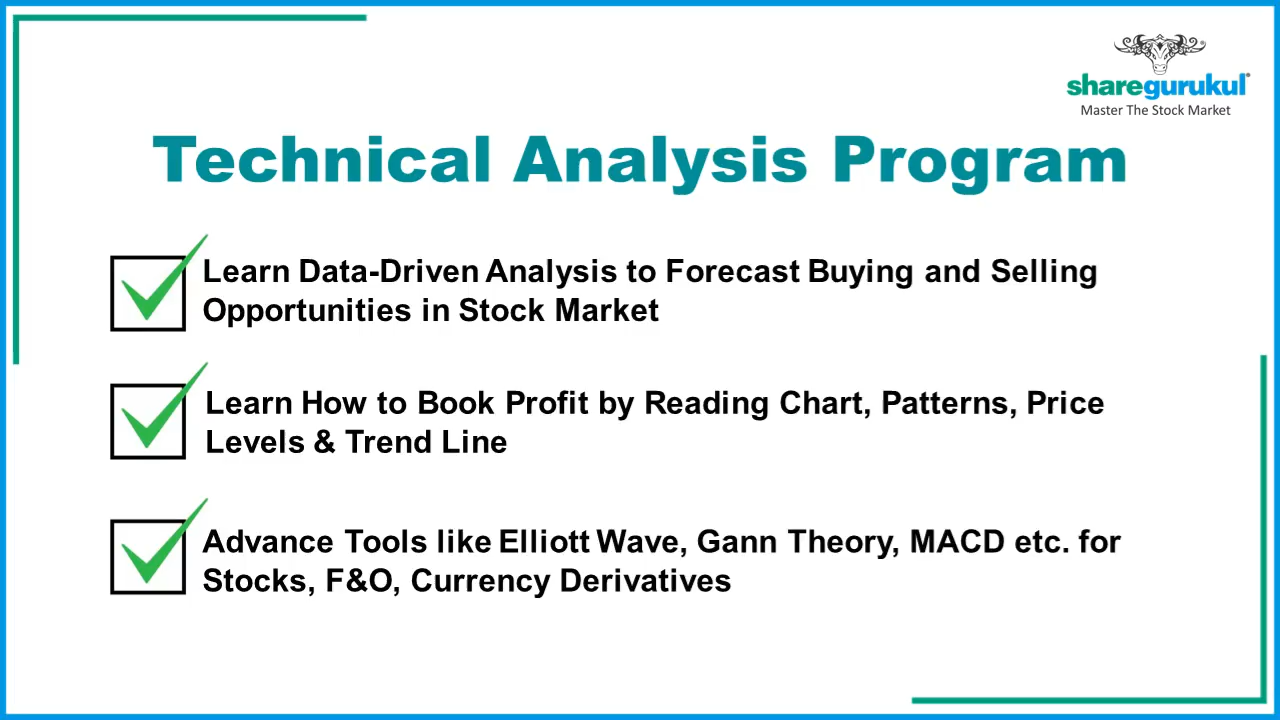 sharegurukul®
Master The Stock Market
Technical Analysis Program
Learn Data-Driven Analysis to Forecast Buying and Selling
Opportunities in Stock Market
Learn How to Book Profit by Reading Chart, Patterns, Price
Levels & Trend Line
Advance Tools like Elliott Wave, Gann Theory, MACD etc. for
Stocks, F&O, Currency Derivatives